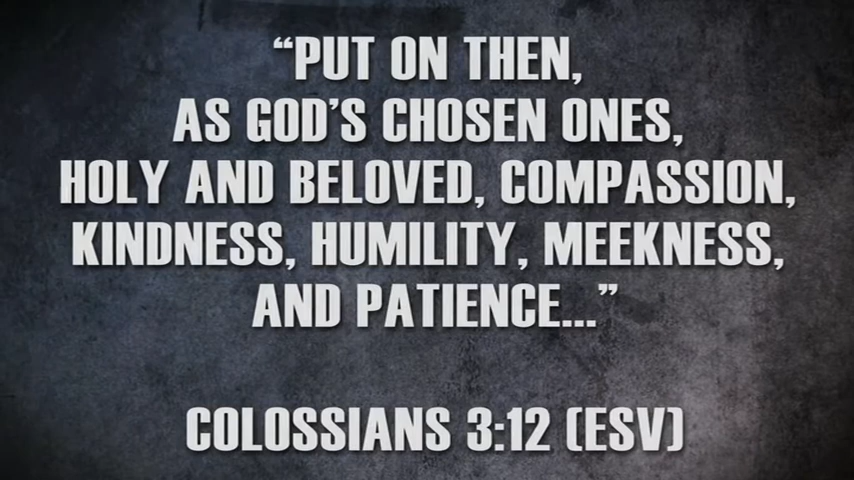 “PUT ON THEN,
AS GOD’S CHOSEN ONES,
HOLY AND BELOVED, COMPASSION,
KINDNESS, HUMILITY, MEEKNESS,
AND PATIENCE...”
COLOSSIANS 3:12 (ESV)